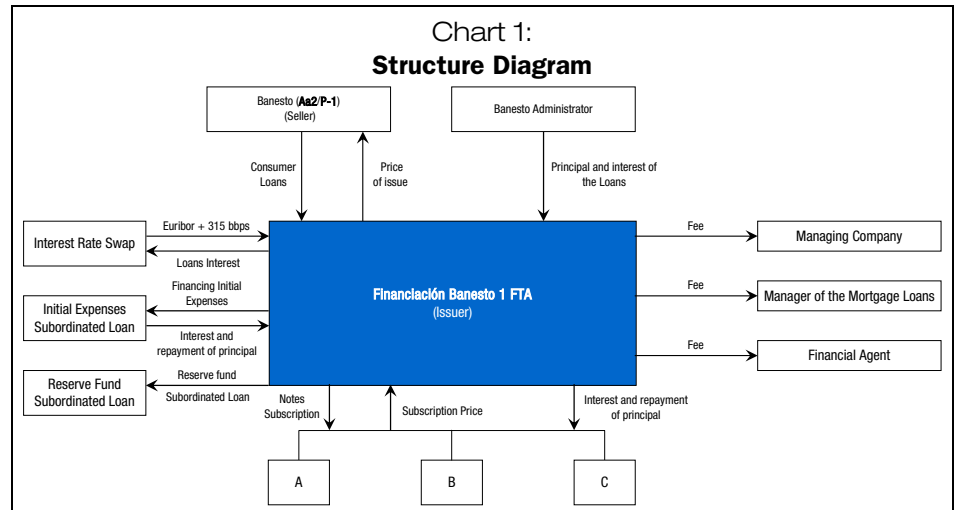 Chart 1:
Structure Diagram
Banesto (Aa2/P-1)
(Seller)
Banesto Administrator
Consumer
Loans
Price
of issue
Principal and interest of
the Loans
Interest Rate Swap
Euribor + 315 bbps
Loans Interest
Financing Initial
Expenses
Initial Expenses
Subordinated Loan
Interest and
repayment of principal
Reserve fund
Reserve Fund
Subordinated Loan
Subordinated Loan
Financiación Banesto 1 FTA
(Issuer)
Fee
Managing Company
Fee
Manager of the Mortgage Loans
Fee
Financial Agent
Notes
Subscription
Subscription Price
Interest and repayment
of principal
A
B
C